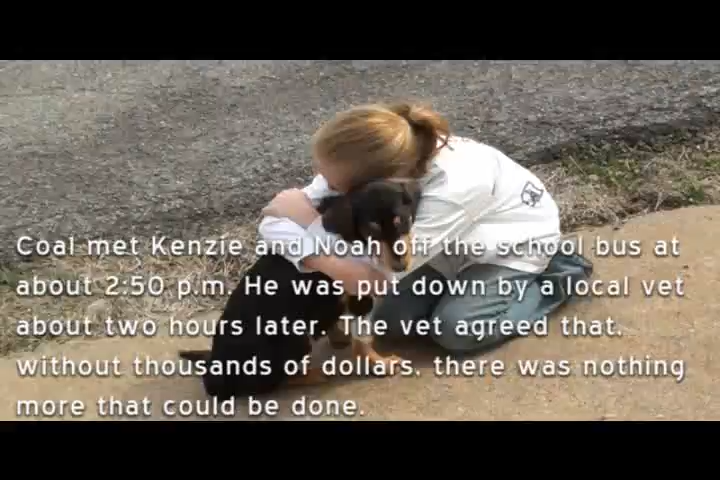 Coal met Kenzie and Noah off the school bus at
about 2:50 p.m. He was put down by a local vet
about two hours later. The vet agreed that,
without thousands of dollars, there was nothing
more that could be done.